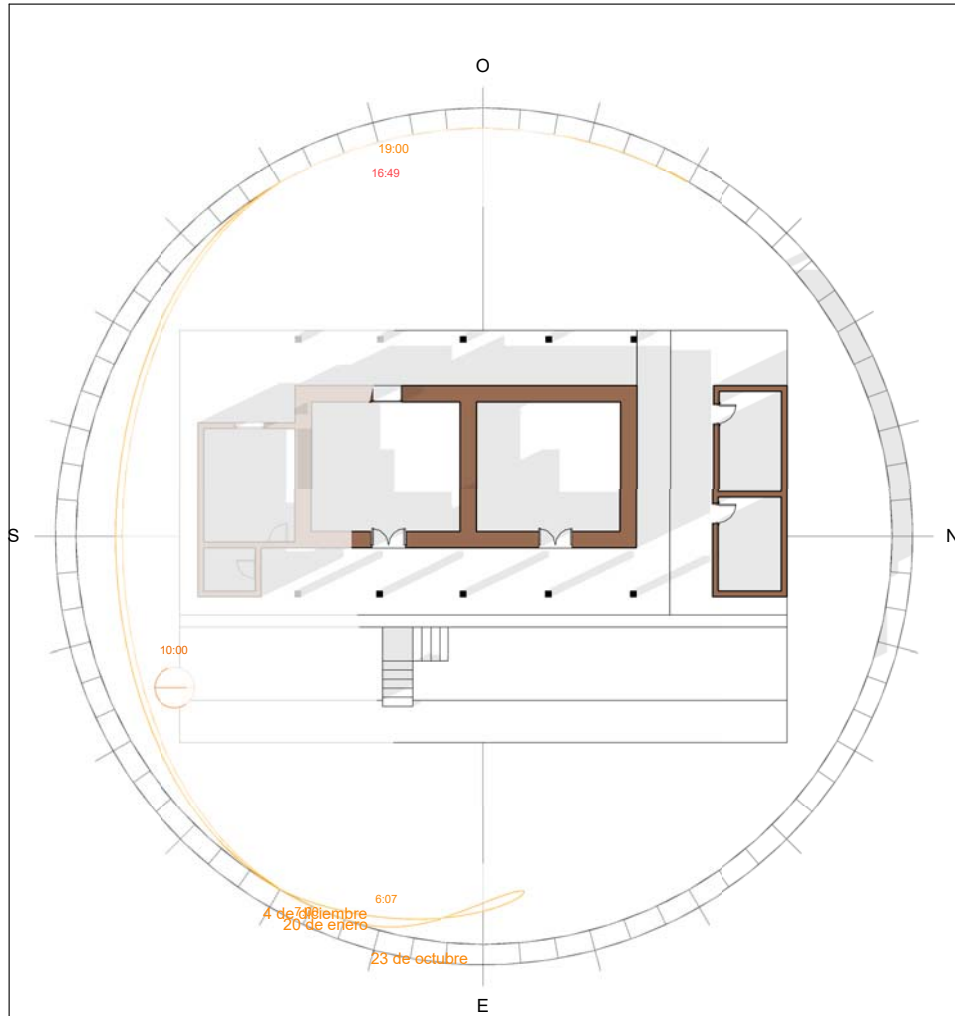 O
19:00
16:49
S
N
10:00
6:07
4 de diciembre
20 de enero
23 de octubre
E